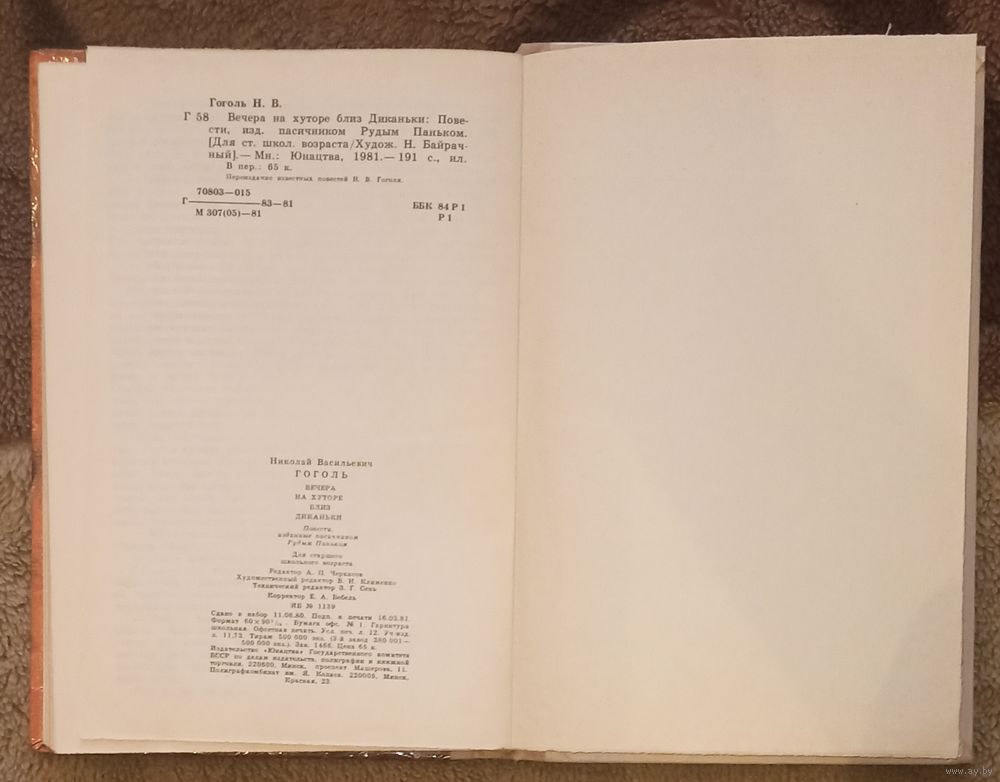 Гоголь Н. В.
Г 58 Вечера на хуторе близ Диканьки: Пове-
сти, изд. пасичником Рудым Паньком.
[Для ст. школ. возраста/Худож. Н. Байрач-
ный].— Мн.: Юнацтва, 1981.— 191 с., ил.
В пер.: 65 к.
Переиздание известных повестей Н. В. Гоголя.
70803—015
Г————83—81
М 307(05)—81
ББК 84 Р 1
Р 1
Николай Васильевич
ГОГОЛЬ
ВЕЧЕРА
НА ХУТОРЕ
БЛИЗ
ДИКАНЬКИ
Повести,
изданные пасичником
Рудым Паньком
Для старшего
школьного возраста
Редактор А. П. Черкасов
Художественный редактор В. И. Клименко
Технический редактор З. Г. Сень
Корректор Е. А. Бебель
ИБ № 1139
Сдано в набор 11.06.80. Подп. к печати 16.03.81.
Формат 60×90¹/₁₆. Бумага офс. № 1. Гарнитура
школьная. Офсетная печать. Усл. печ. л. 12. Уч-изд.
л. 11,73. Тираж 500 000 экз. (3-й завод 380 001—
500 000 экз.). Зак. 1466. Цена 65 к.
Издательство «Юнацтва» Государственного комитета
БССР по делам издательств, полиграфии и книжной
торговли. 220600, Минск, проспект Машерова, 11.
Полиграфкомбинат им. Я. Коласа. 220005, Минск,
Красная, 23.
www.ay.by